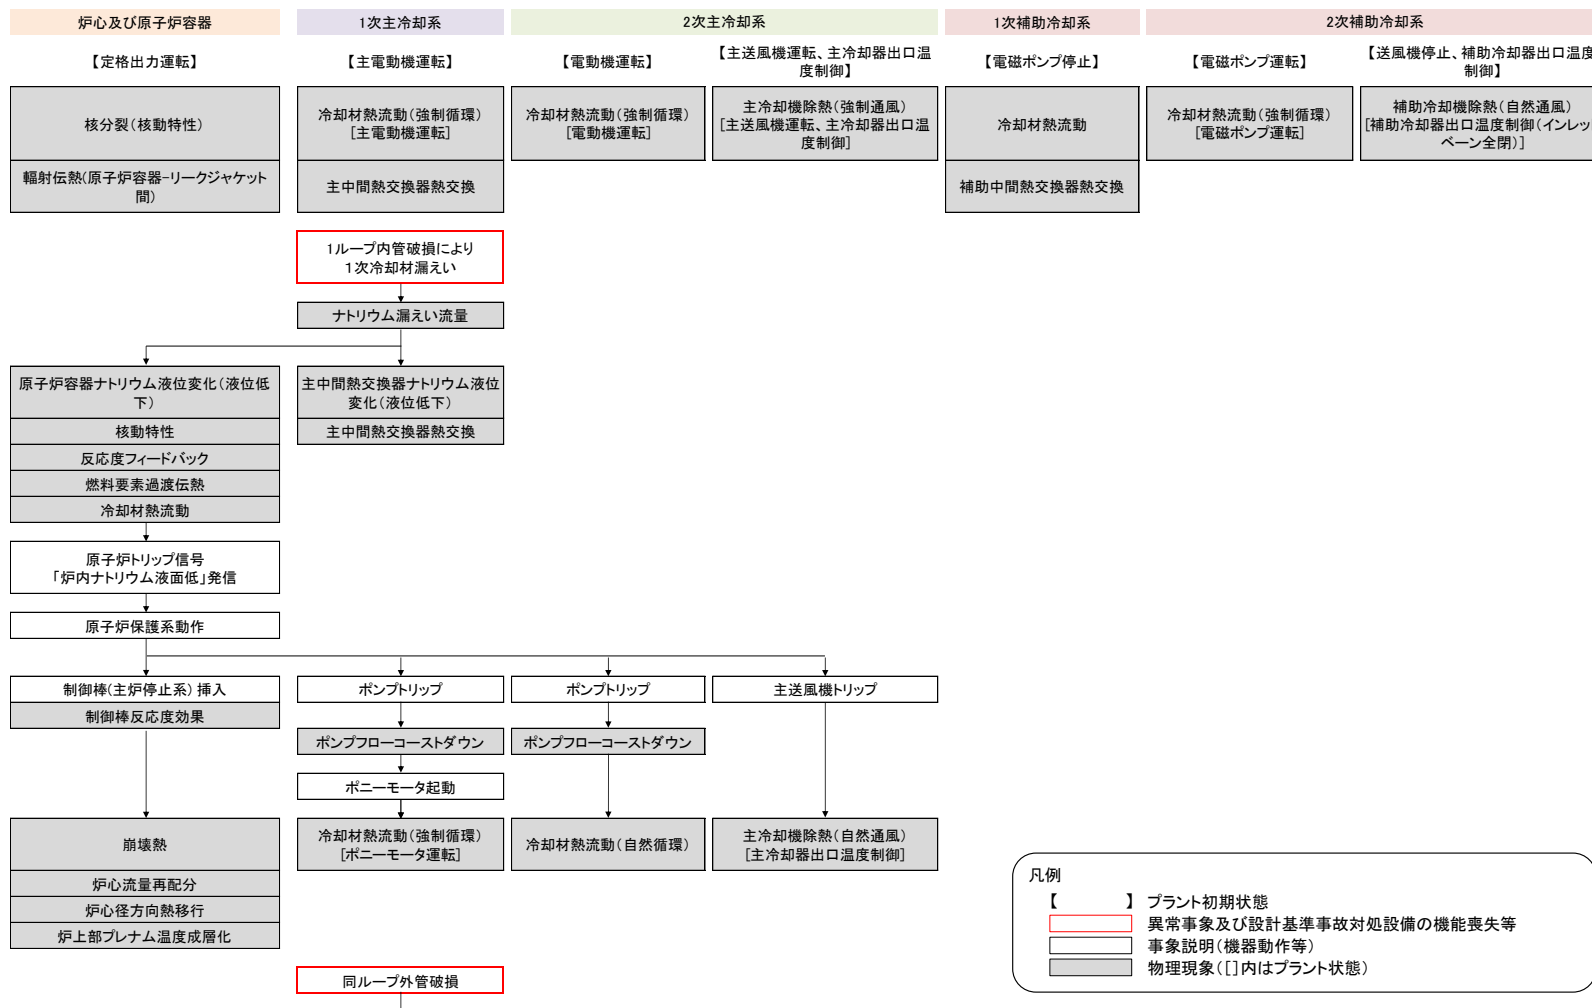 炉心及び原子炉容器
1次主冷却系
2次主冷却系
1次補助冷却系
2次補助冷却系
【定格出力運転】
【主電動機運転】
【電動機運転】
【主送風機運転、主冷却器出口温
度制御】
【電磁ポンプ停止】
【電磁ポンプ運転】
【送風機停止、補助冷却器出口温度
制御】
核分裂(核動特性)
冷却材熱流動(強制循環)
[主電動機運転]
冷却材熱流動(強制循環)
[電動機運転]
主冷却機除熱(強制通風)
[主送風機運転、主冷却器出口温
度制御]
冷却材熱流動
冷却材熱流動(強制循環)
[電磁ポンプ運転]
補助冷却機除熱(自然通風)
[補助冷却器出口温度制御(インレッ
ベーン全閉)]
輻射伝熱(原子炉容器-リークジャケット
間)
主中間熱交換器熱交換
補助中間熱交換器熱交換
1ループ内管破損により
1次冷却材漏えい
ナトリウム漏えい流量
原子炉容器ナトリウム液位変化(液位低
下)
主中間熱交換器ナトリウム液位
変化(液位低下)
核動特性
主中間熱交換器熱交換
反応度フィードバック
燃料要素過渡伝熱
冷却材熱流動
原子炉トリップ信号
「炉内ナトリウム液面低」発信
原子炉保護系動作
制御棒(主炉停止系) 挿入
ポンプトリップ
ポンプトリップ
主送風機トリップ
制御棒反応度効果
ポンプフローコーストダウン
ポンプフローコーストダウン
ポニーモータ起動
崩壊熱
冷却材熱流動(強制循環)
[ポニーモータ運転]
冷却材熱流動(自然循環)
主冷却機除熱(自然通風)
[主冷却器出口温度制御]
炉心流量再配分
炉心径方向熱移行
炉上部プレナム温度成層化
同ループ外管破損
凡例
【 】 プラント初期状態
異常事象及び設計基準事故対処設備の機能喪失等
事象説明(機器動作等)
物理現象([]内はプラント状態)